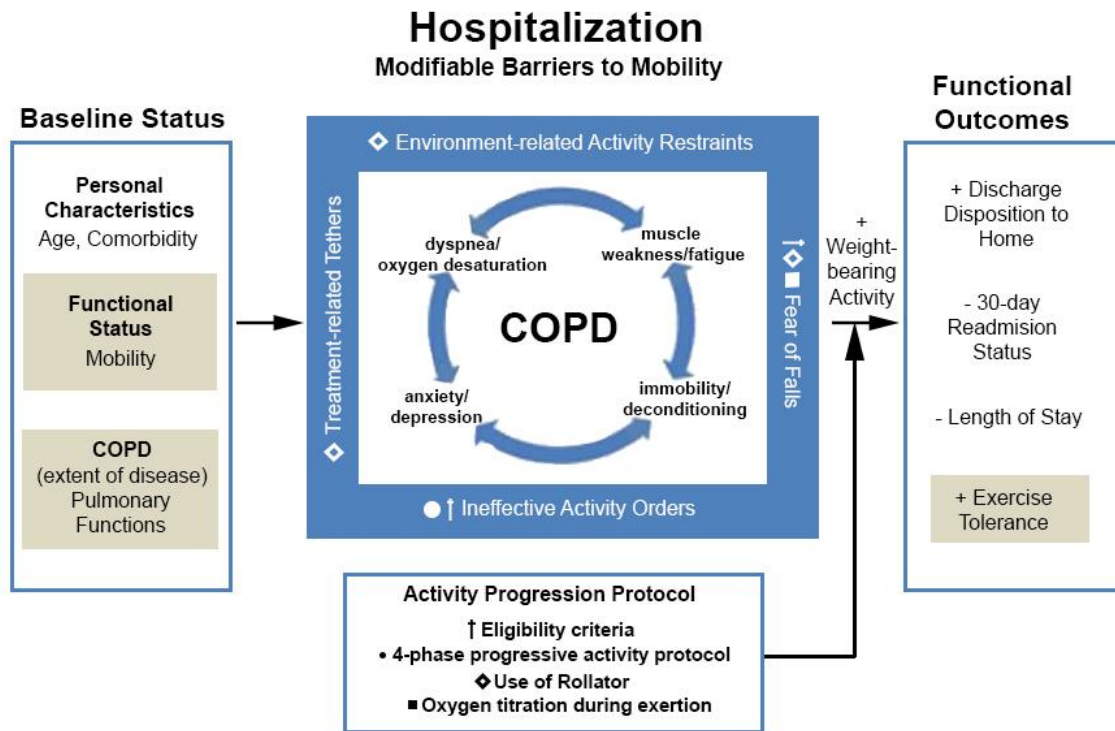 Hospitalization
Modifiable Barriers to Mobility
Baseline Status
Personal
Characteristics
Age, Comorbidity
Functional
Status
Mobility
COPD
(extent of disease)
Pulmonary
Functions
❖ Environment-related Activity Restraints
❖ Treatment-related Tethers
dyspnea/
oxygen desaturation
muscle
weakness/fatigue
COPD
anxiety/
depression
immobility/
deconditioning
†❖■ Fear of Falls
●† Ineffective Activity Orders
+
Weight-
bearing
Activity
Functional
Outcomes
+ Discharge
Disposition to
Home
- 30-day
Readmision
Status
- Length of Stay
+ Exercise
Tolerance
Activity Progression Protocol
† Eligibility criteria
• 4-phase progressive activity protocol
❖ Use of Rollator
■ Oxygen titration during exertion